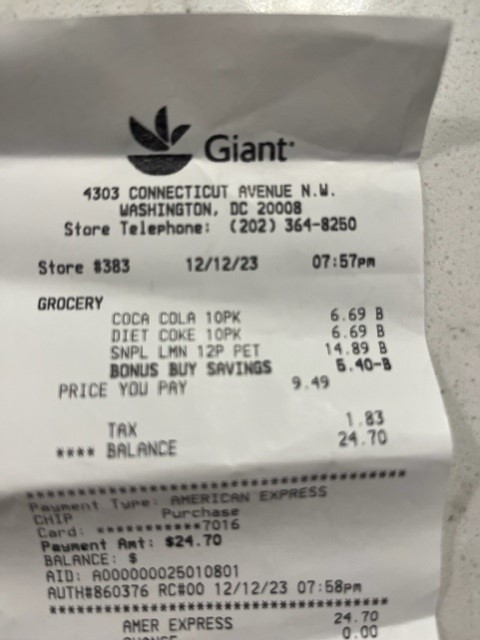 Giant
4303 CONNECTICUT AVENUE N.W.
WASHINGTON, DC 20008
Store Telephone: (202) 364-8250
Store #383 12/12/23 07:57pm
GROCERY
COCA COLA 10PK 6.69 B
DIET COKE 10PK 6.69 B
SNPL LMN 12P PET 14.89 B
BONUS BUY SAVINGS 5.40-B
PRICE YOU PAY 9.49
TAX 1.83
**** BALANCE 24.70
Payment Type: AMERICAN EXPRESS
CHIP Purchase
Card: ***********7016
Payment Amt: $24.70
BALANCE: $
AID: A000000025010801
AUTH#860376 RC#00 12/12/23 07:58pm
AMER EXPRESS 24.70
CHANGE 0.00